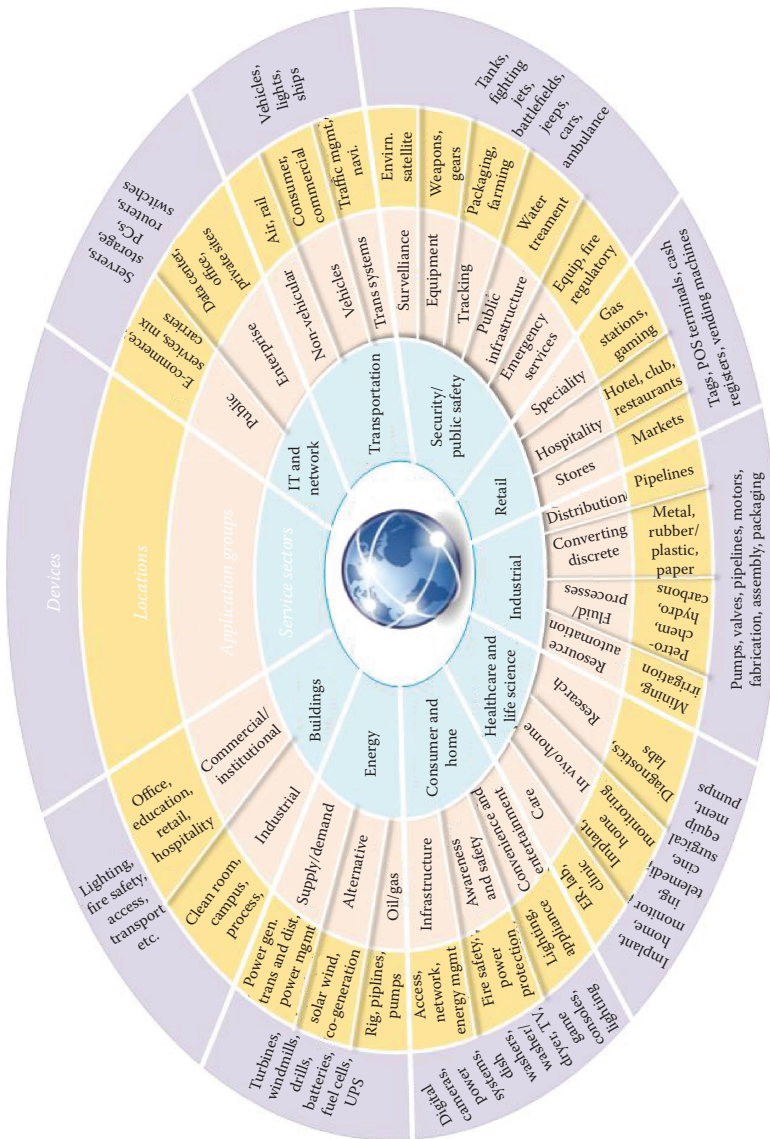 Devices
Locations
Application groups
Service sectors
IT and
network
Public
E-commerce,
services, mix
carriers
Enterprise
Data center,
office,
private sites
Servers,
storage,
PCs,
routers,
switches
Transportation
Non-vehicular
Air, rail
Vehicles
Consumer,
commercial
Trans systems
Traffic mgmt,
navi.
Vehicles,
lights,
ships
Security/
public safety
Survelliance
Envirn.
satellite
Equipment
Weapons,
gears
Tracking
Packaging,
farming
Public
infrastructure
Water
treament
Emergency
services
Equip, fire
regulatory
Tanks,
fighting
jets,
battlefields,
jeeps,
cars,
ambulance
Retail
Speciality
Gas
stations,
gaming
Hospitality
Hotel, club,
restaurants
Stores
Markets
Tags, POS terminals, cash
registers, vending machines
Industrial
Distribution
Pipelines
Converting
discrete
Metal,
rubber/
plastic,
paper
Fluid/
processes
Petro-
chem,
hydro,
carbons
Resource
automation
Mining,
irrigation
Pumps, valves, pipelines, motors,
fabrication, assembly, packaging
Healthcare and
life science
Research
Diagnostics,
labs
In vivo/home
Implant,
home
monitoring
Care
ER, lab,
clinic
Implant,
home,
monitor
ing-
telemedi
cine,
surgical
equip
ment,
pumps
Consumer and
home
Convenience and
entertainment
Lighting,
appliance
Awareness
and safety
Fire safety,
Power
protection
Infrastructure
Access,
network,
energy mgmt
Digital
cameras,
power
systems,
dish
washers,
washer/
dryer, TV,
game
consoles,
lighting
Energy
Oil/gas
Rig, piplines,
pumps
Alternative
solar wind,
co-generation
Supply/demand
Power gen.
trans and dist,
power mgmt
Turbines,
windmills,
drills,
batteries,
fuel cells,
UPS
Buildings
Industrial
Clean room,
campus,
process,
Commercial/
institutional
Office,
education,
retail,
hospitality
Lighting,
fire safety,
access,
transport
etc.